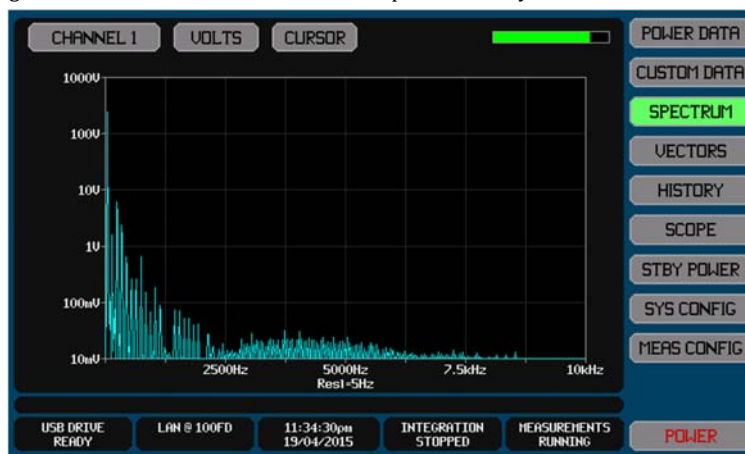 CHANNEL 1 VOLTS CURSOR
1000V
100V
10V
1V
100mV
10mV
2500Hz 5000Hz 7.5kHz 10kHz
Resl=5Hz
USB DRIVE READY
LAN @ 100FD
11:34:30pm 19/04/2015
INTEGRATION STOPPED
MEASUREMENTS RUNNING
POWER DATA
CUSTOM DATA
SPECTRUM
VECTORS
HISTORY
SCOPE
STBY POWER
SYS CONFIG
MEAS CONFIG
POWER